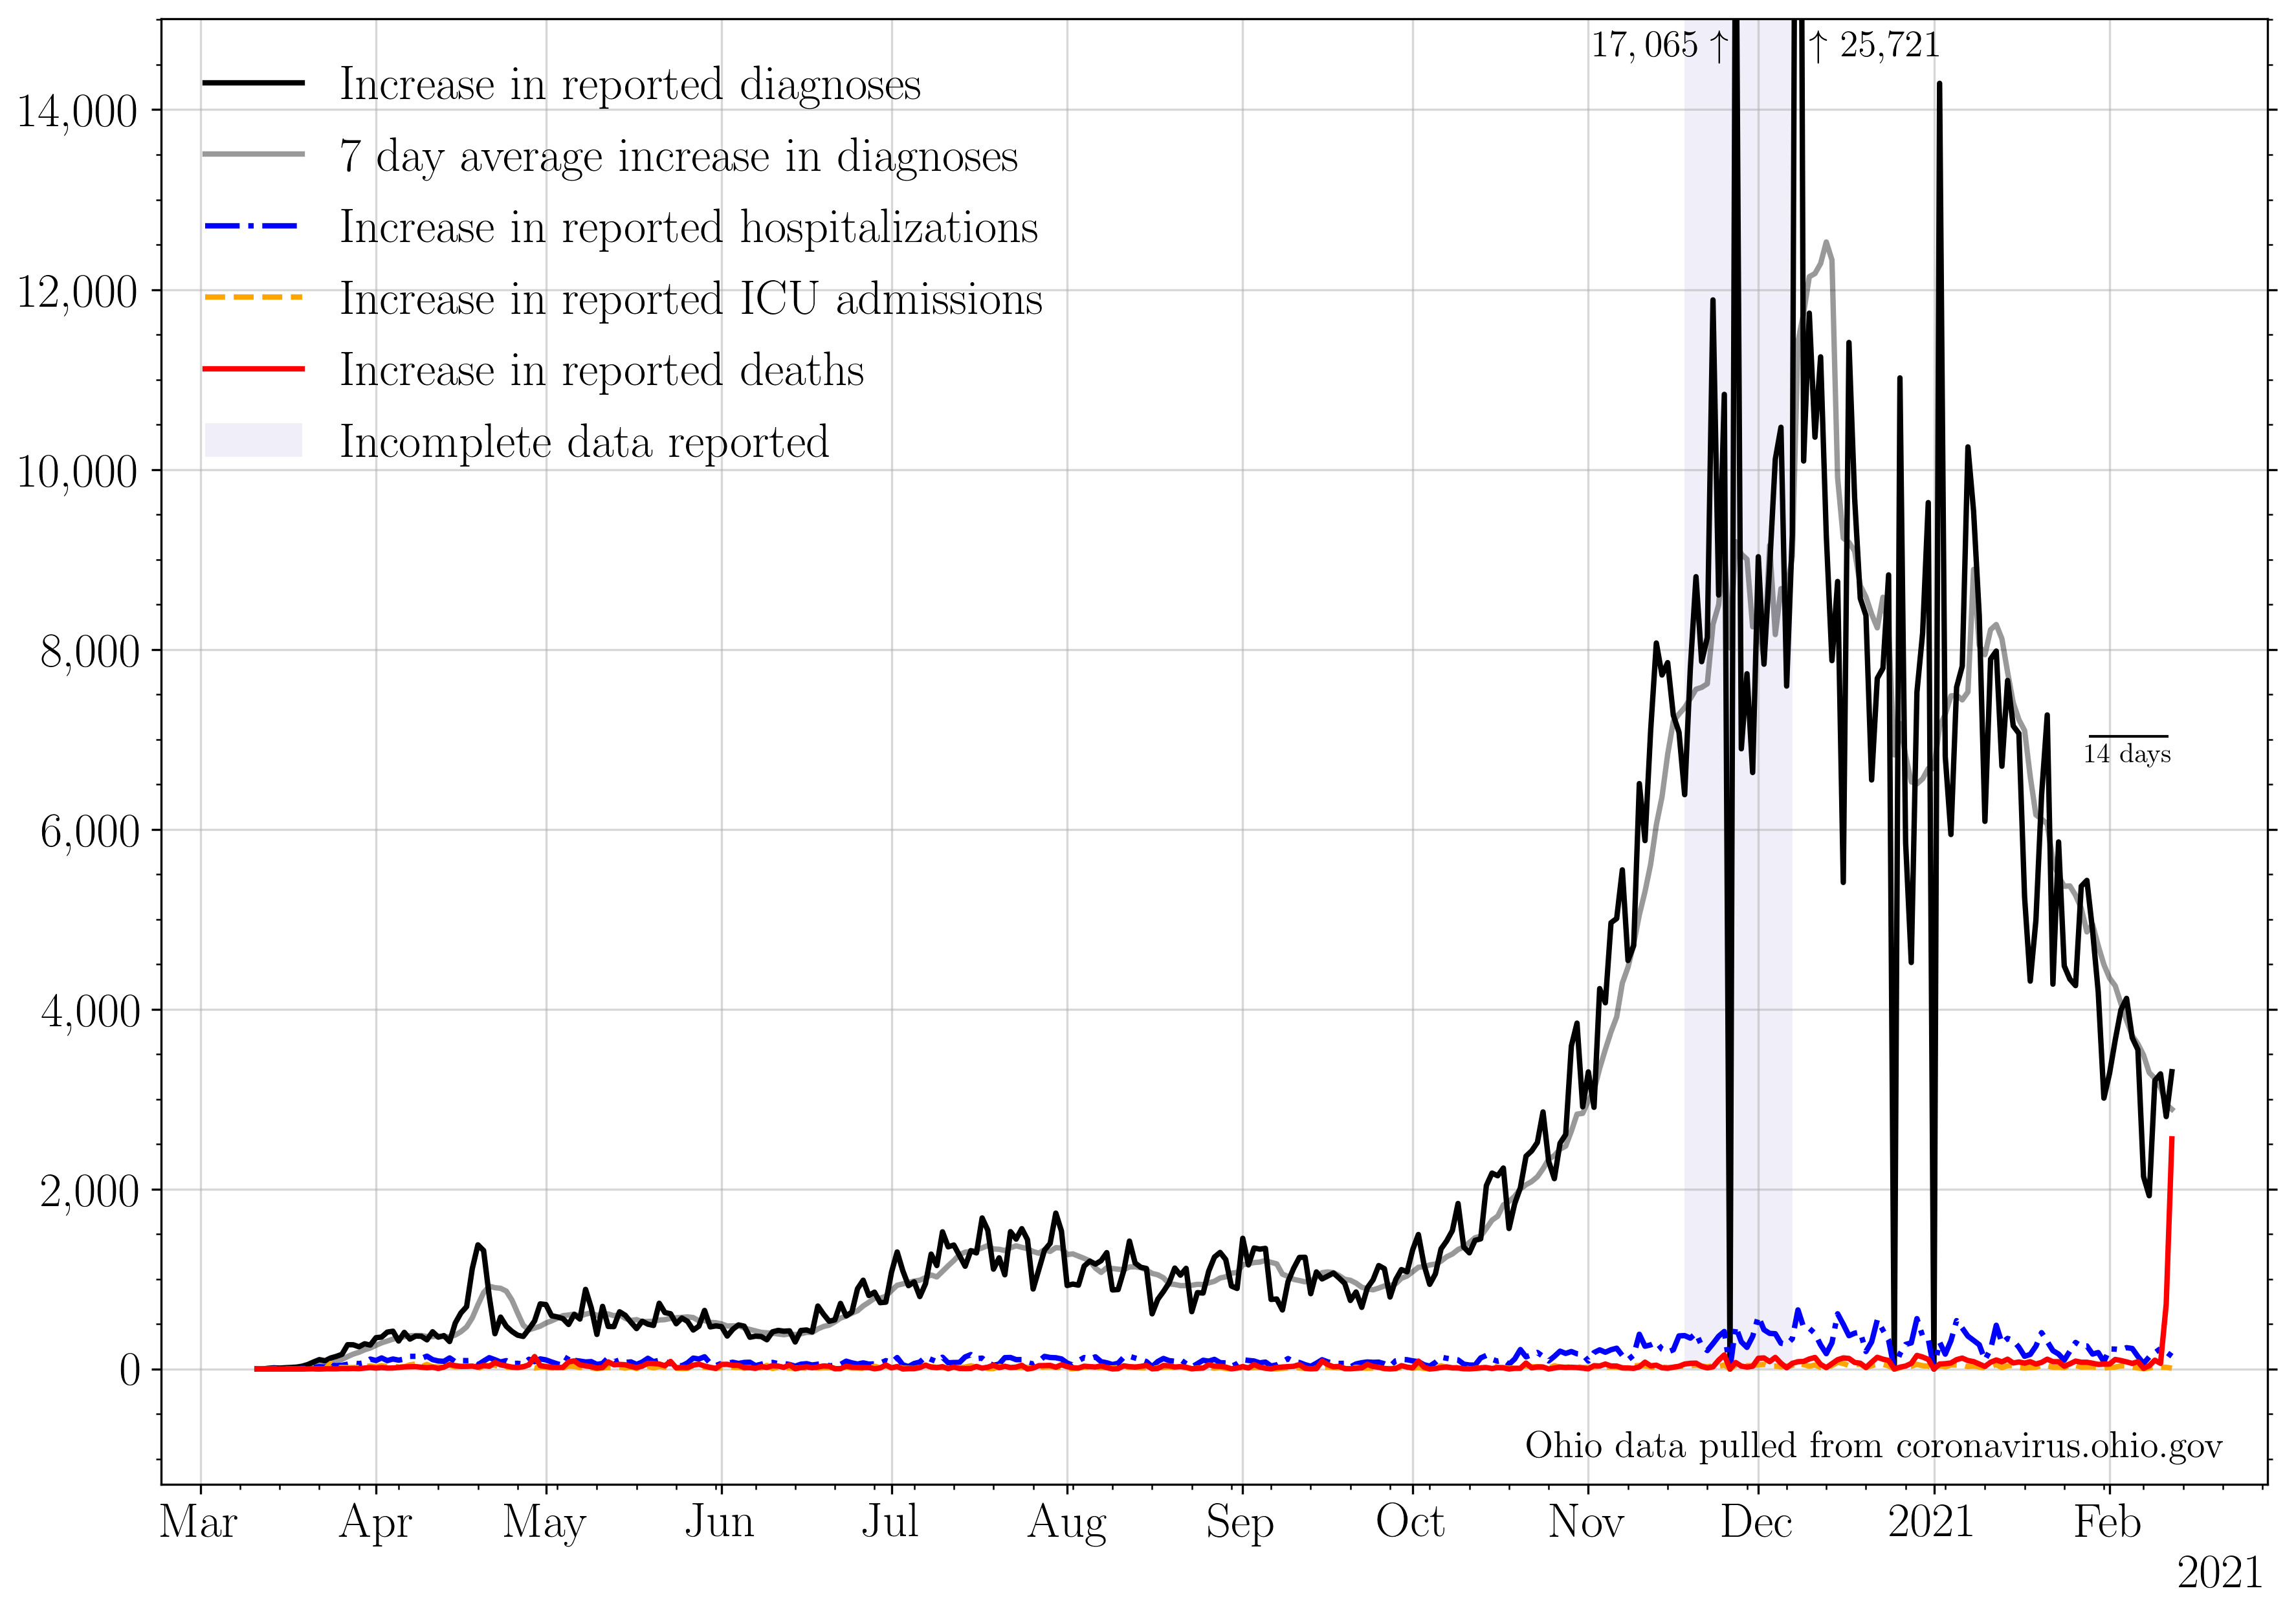 17,065 ↑ ↑ 25,721
Increase in reported diagnoses
7 day average increase in diagnoses
Increase in reported hospitalizations
Increase in reported ICU admissions
Increase in reported deaths
Incomplete data reported
14,000
12,000
10,000
8,000
6,000
4,000
2,000
0
14 days
Ohio data pulled from coronavirus.ohio.gov
Mar Apr May Jun Jul Aug Sep Oct Nov Dec 2021 Feb
2021